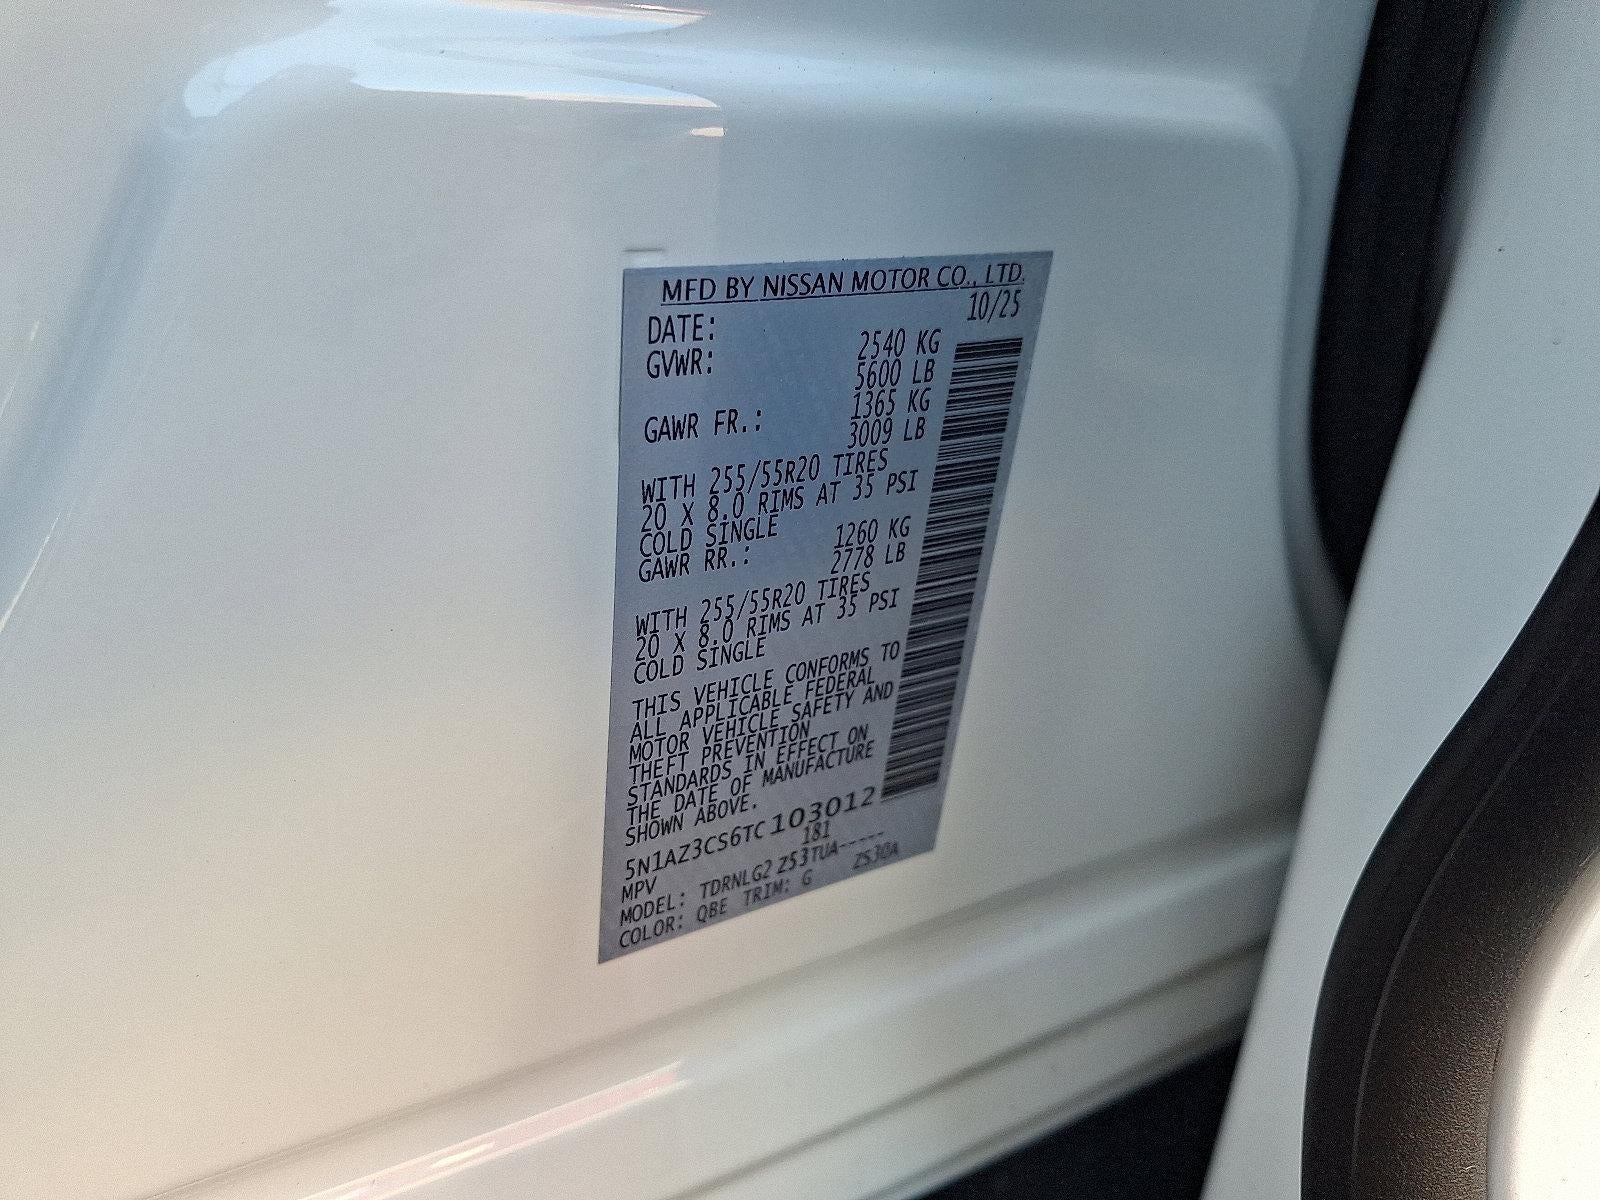 MFD BY NISSAN MOTOR CO., LTD.
DATE: 10/25
GVWR: 2540 KG
5600 LB
GAWR FR.: 1365 KG
3009 LB
WITH 255/55R20 TIRES
20 X 8.0 RIMS AT 35 PSI
COLD SINGLE
GAWR RR.: 1260 KG
2778 LB
WITH 255/55R20 TIRES
20 X 8.0 RIMS AT 35 PSI
COLD SINGLE
THIS VEHICLE CONFORMS TO
ALL APPLICABLE FEDERAL
MOTOR VEHICLE SAFETY AND
THEFT PREVENTION
STANDARDS IN EFFECT ON
THE DATE OF MANUFACTURE
SHOWN ABOVE.
5N1AZ3CS6TC103012
MPV 181
MODEL: TDRNLG2 Z53TUA-----
COLOR: QBE TRIM: G ZS30A